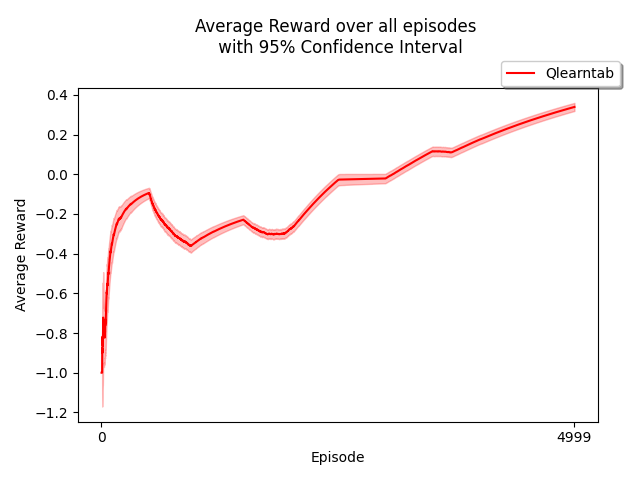 Average Reward over all episodes
with 95% Confidence Interval
Qlearntab
0.4
0.2
0.0
−0.2
−0.4
−0.6
−0.8
−1.0
−1.2
Average Reward
0
4999
Episode